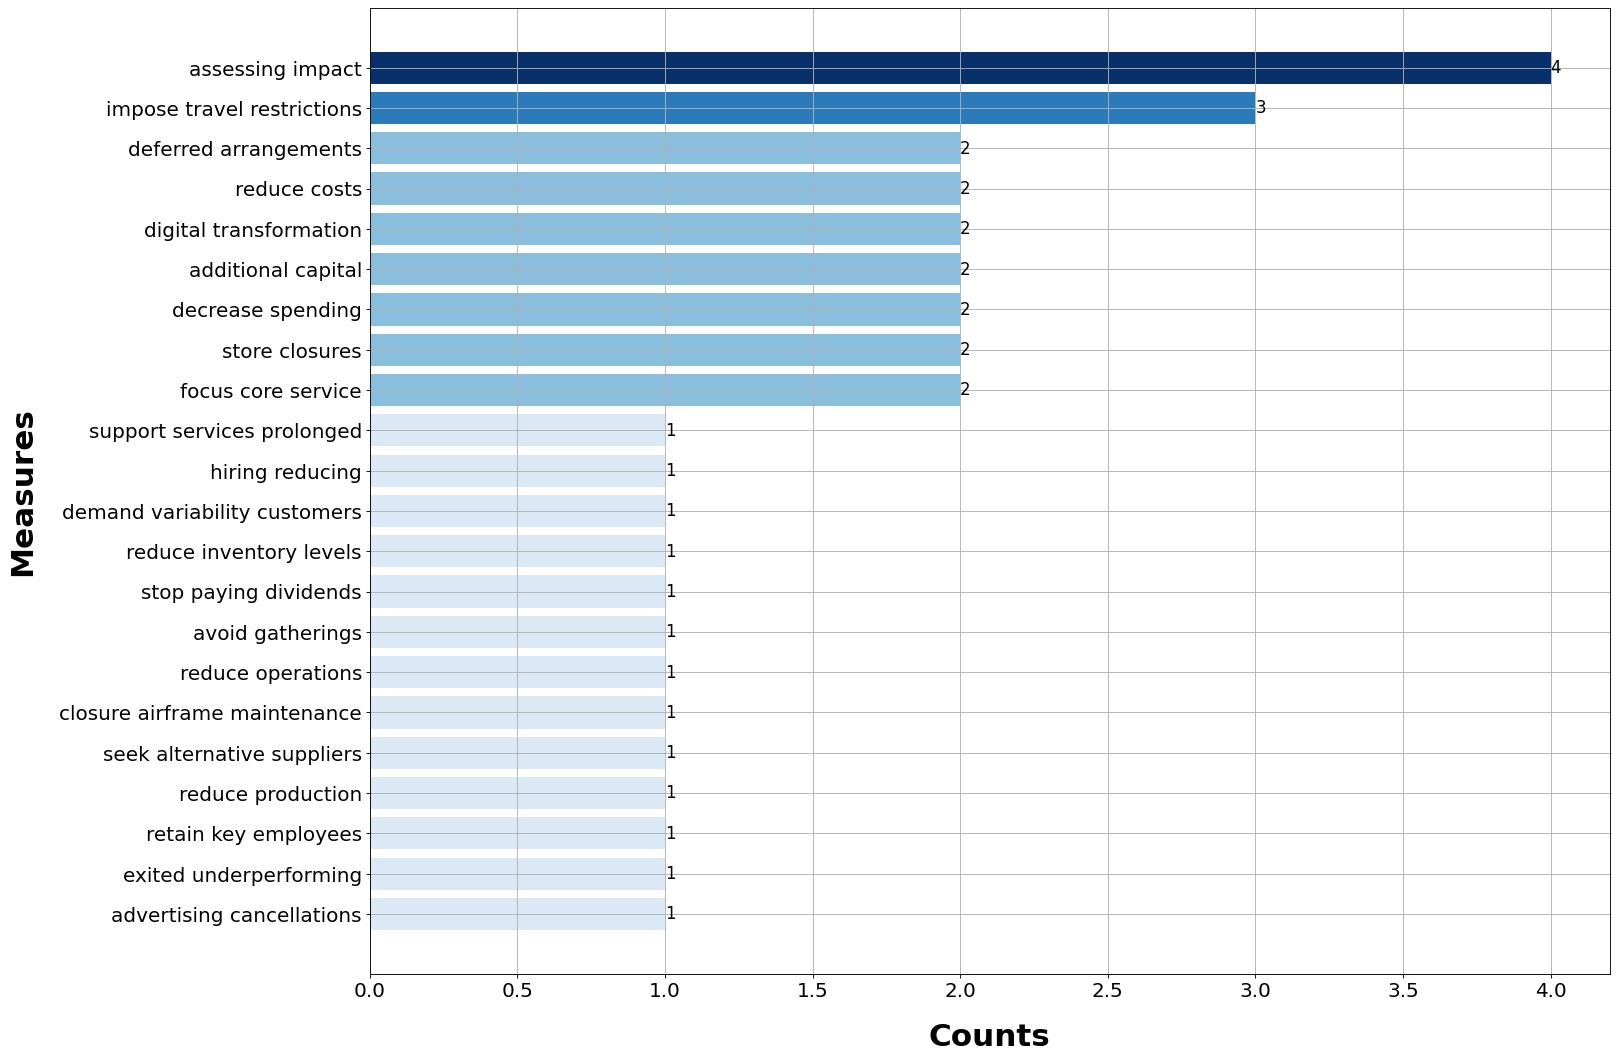 assessing impact 4
impose travel restrictions 3
deferred arrangements 2
reduce costs 2
digital transformation 2
additional capital 2
decrease spending 2
store closures 2
focus core service 2
support services prolonged 1
hiring reducing 1
demand variability customers 1
reduce inventory levels 1
stop paying dividends 1
avoid gatherings 1
reduce operations 1
closure airframe maintenance 1
seek alternative suppliers 1
reduce production 1
retain key employees 1
exited underperforming 1
advertising cancellations 1
Measures
0.0 0.5 1.0 1.5 2.0 2.5 3.0 3.5 4.0
Counts